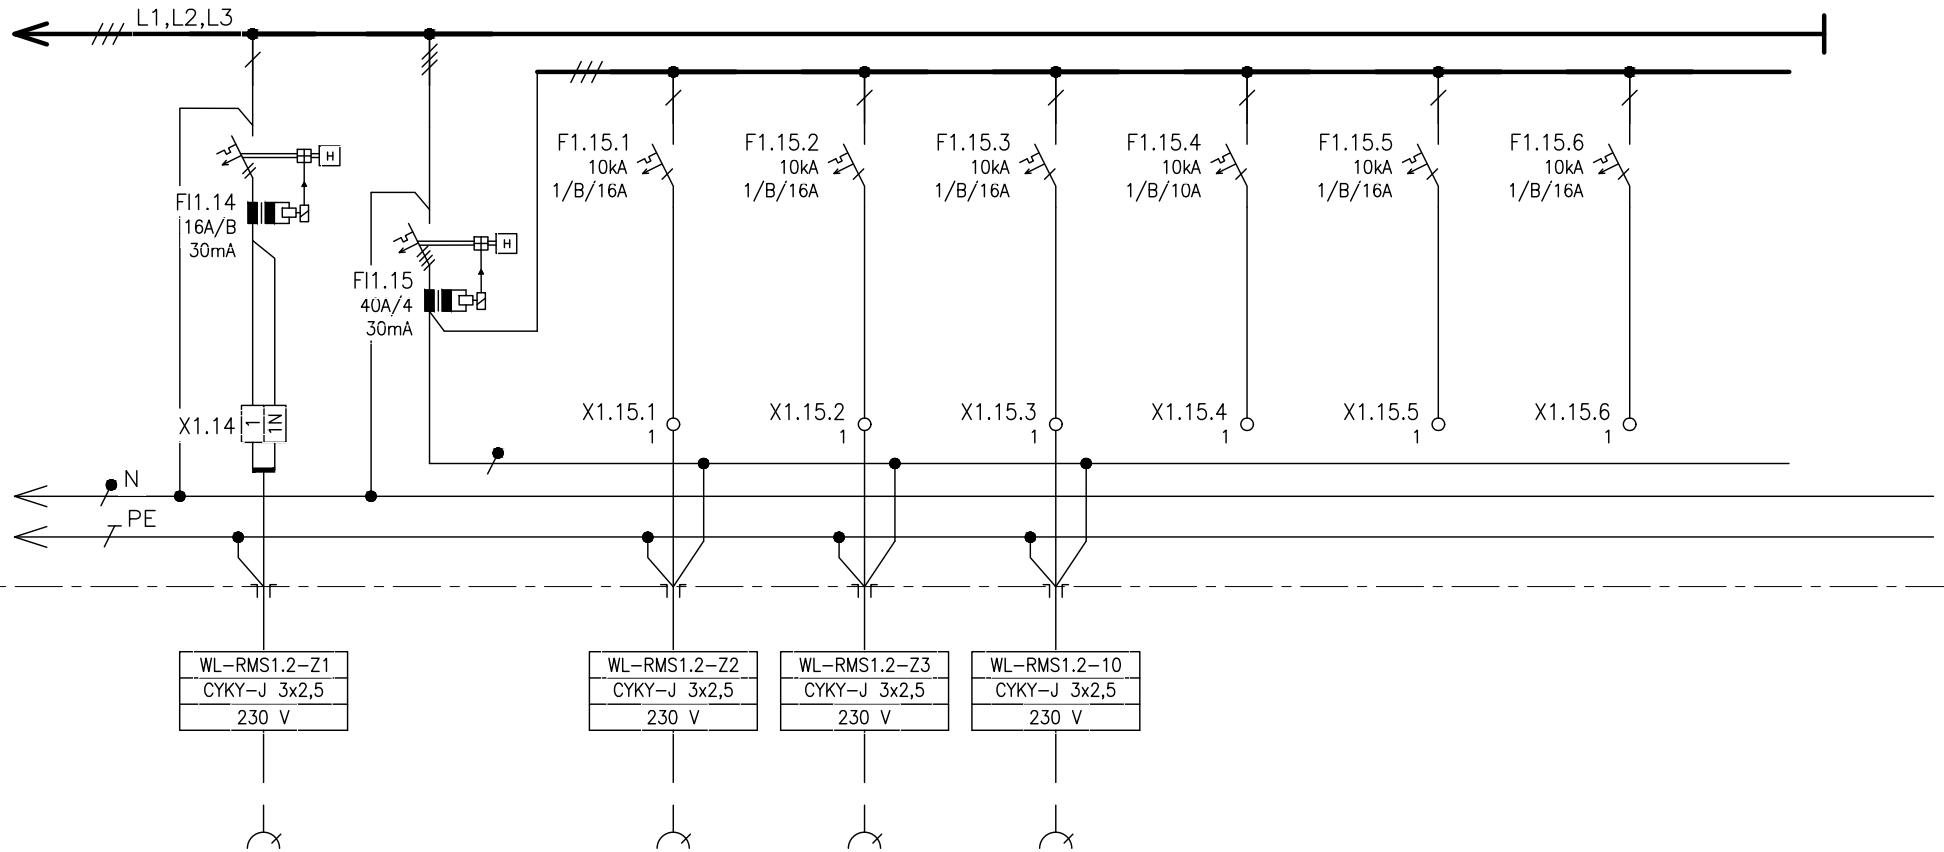 L1,L2,L3
H
FI1.14
16A/B
30mA
H
FI1.15
40A/4
30mA
F1.15.1
10kA
1/B/16A
F1.15.2
10kA
1/B/16A
F1.15.3
10kA
1/B/16A
F1.15.4
10kA
1/B/10A
F1.15.5
10kA
1/B/16A
F1.15.6
10kA
1/B/16A
X1.14
1
1N
X1.15.1
1
X1.15.2
1
X1.15.3
1
X1.15.4
1
X1.15.5
1
X1.15.6
1
N
PE
WL-RMS1.2-Z1
CYKY-J 3x2,5
230 V
WL-RMS1.2-Z2
CYKY-J 3x2,5
230 V
WL-RMS1.2-Z3
CYKY-J 3x2,5
230 V
WL-RMS1.2-10
CYKY-J 3x2,5
230 V